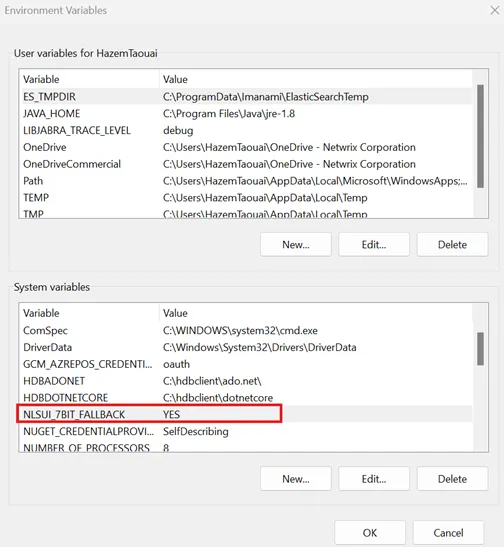 Environment Variables
User variables for HazemTaouai
Variable Value
ES_TMPDIR C:\ProgramData\Imanami\ElasticSearchTemp
JAVA_HOME C:\Program Files\Java\jre-1.8
LIBJABRA_TRACE_LEVEL debug
OneDrive C:\Users\HazemTaouai\OneDrive - Netwrix Corporation
OneDriveCommercial C:\Users\HazemTaouai\OneDrive - Netwrix Corporation
Path C:\Users\HazemTaouai\AppData\Local\Microsoft\WindowsApps;...
TEMP C:\Users\HazemTaouai\AppData\Local\Temp
TMP C:\Users\HazemTaouai\AppData\Local\Temp
New... Edit... Delete
System variables
Variable Value
ComSpec C:\WINDOWS\system32\cmd.exe
DriverData C:\Windows\System32\Drivers\DriverData
GCM_AZREPOS_CREDENTI... oauth
HDBADONET C:\hdbclient\ado.net\
HDBDOTNETCORE C:\hdbclient\dotnetcore
NLSUI_7BIT_FALLBACK YES
NUGET_CREDENTIALPROVI... SelfDescribing
NUMBER_OF_PROCESSORS 8
New... Edit... Delete
OK Cancel